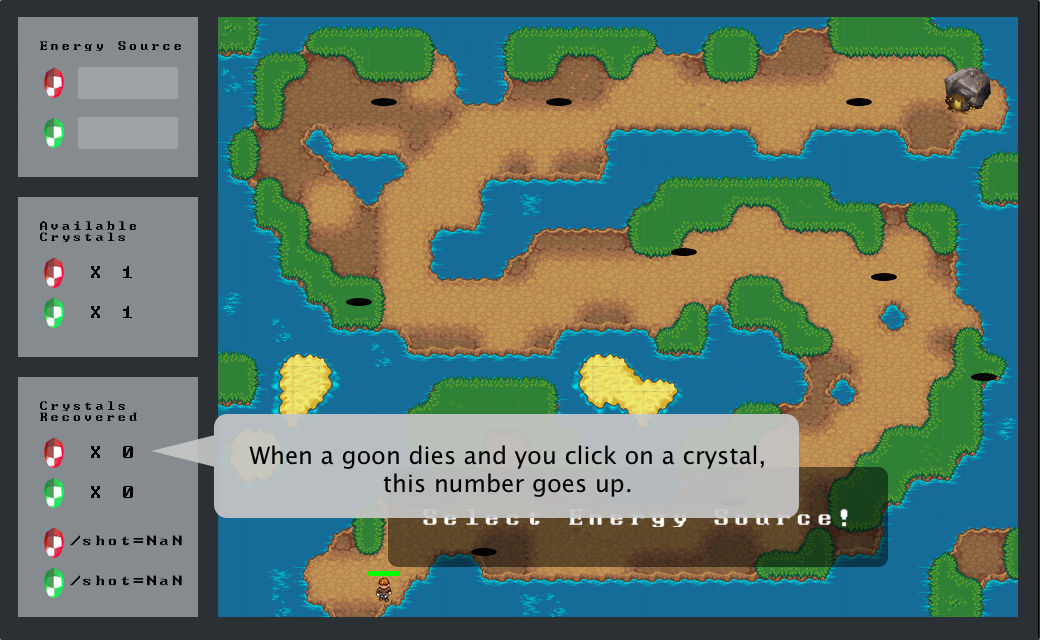 Energy Source
Available
Crystals
X 1
X 1
Crystals
Recovered
X 0
X 0
/shot=NaN
/shot=NaN
When a goon dies and you click on a crystal,
this number goes up.
Select Energy Source!